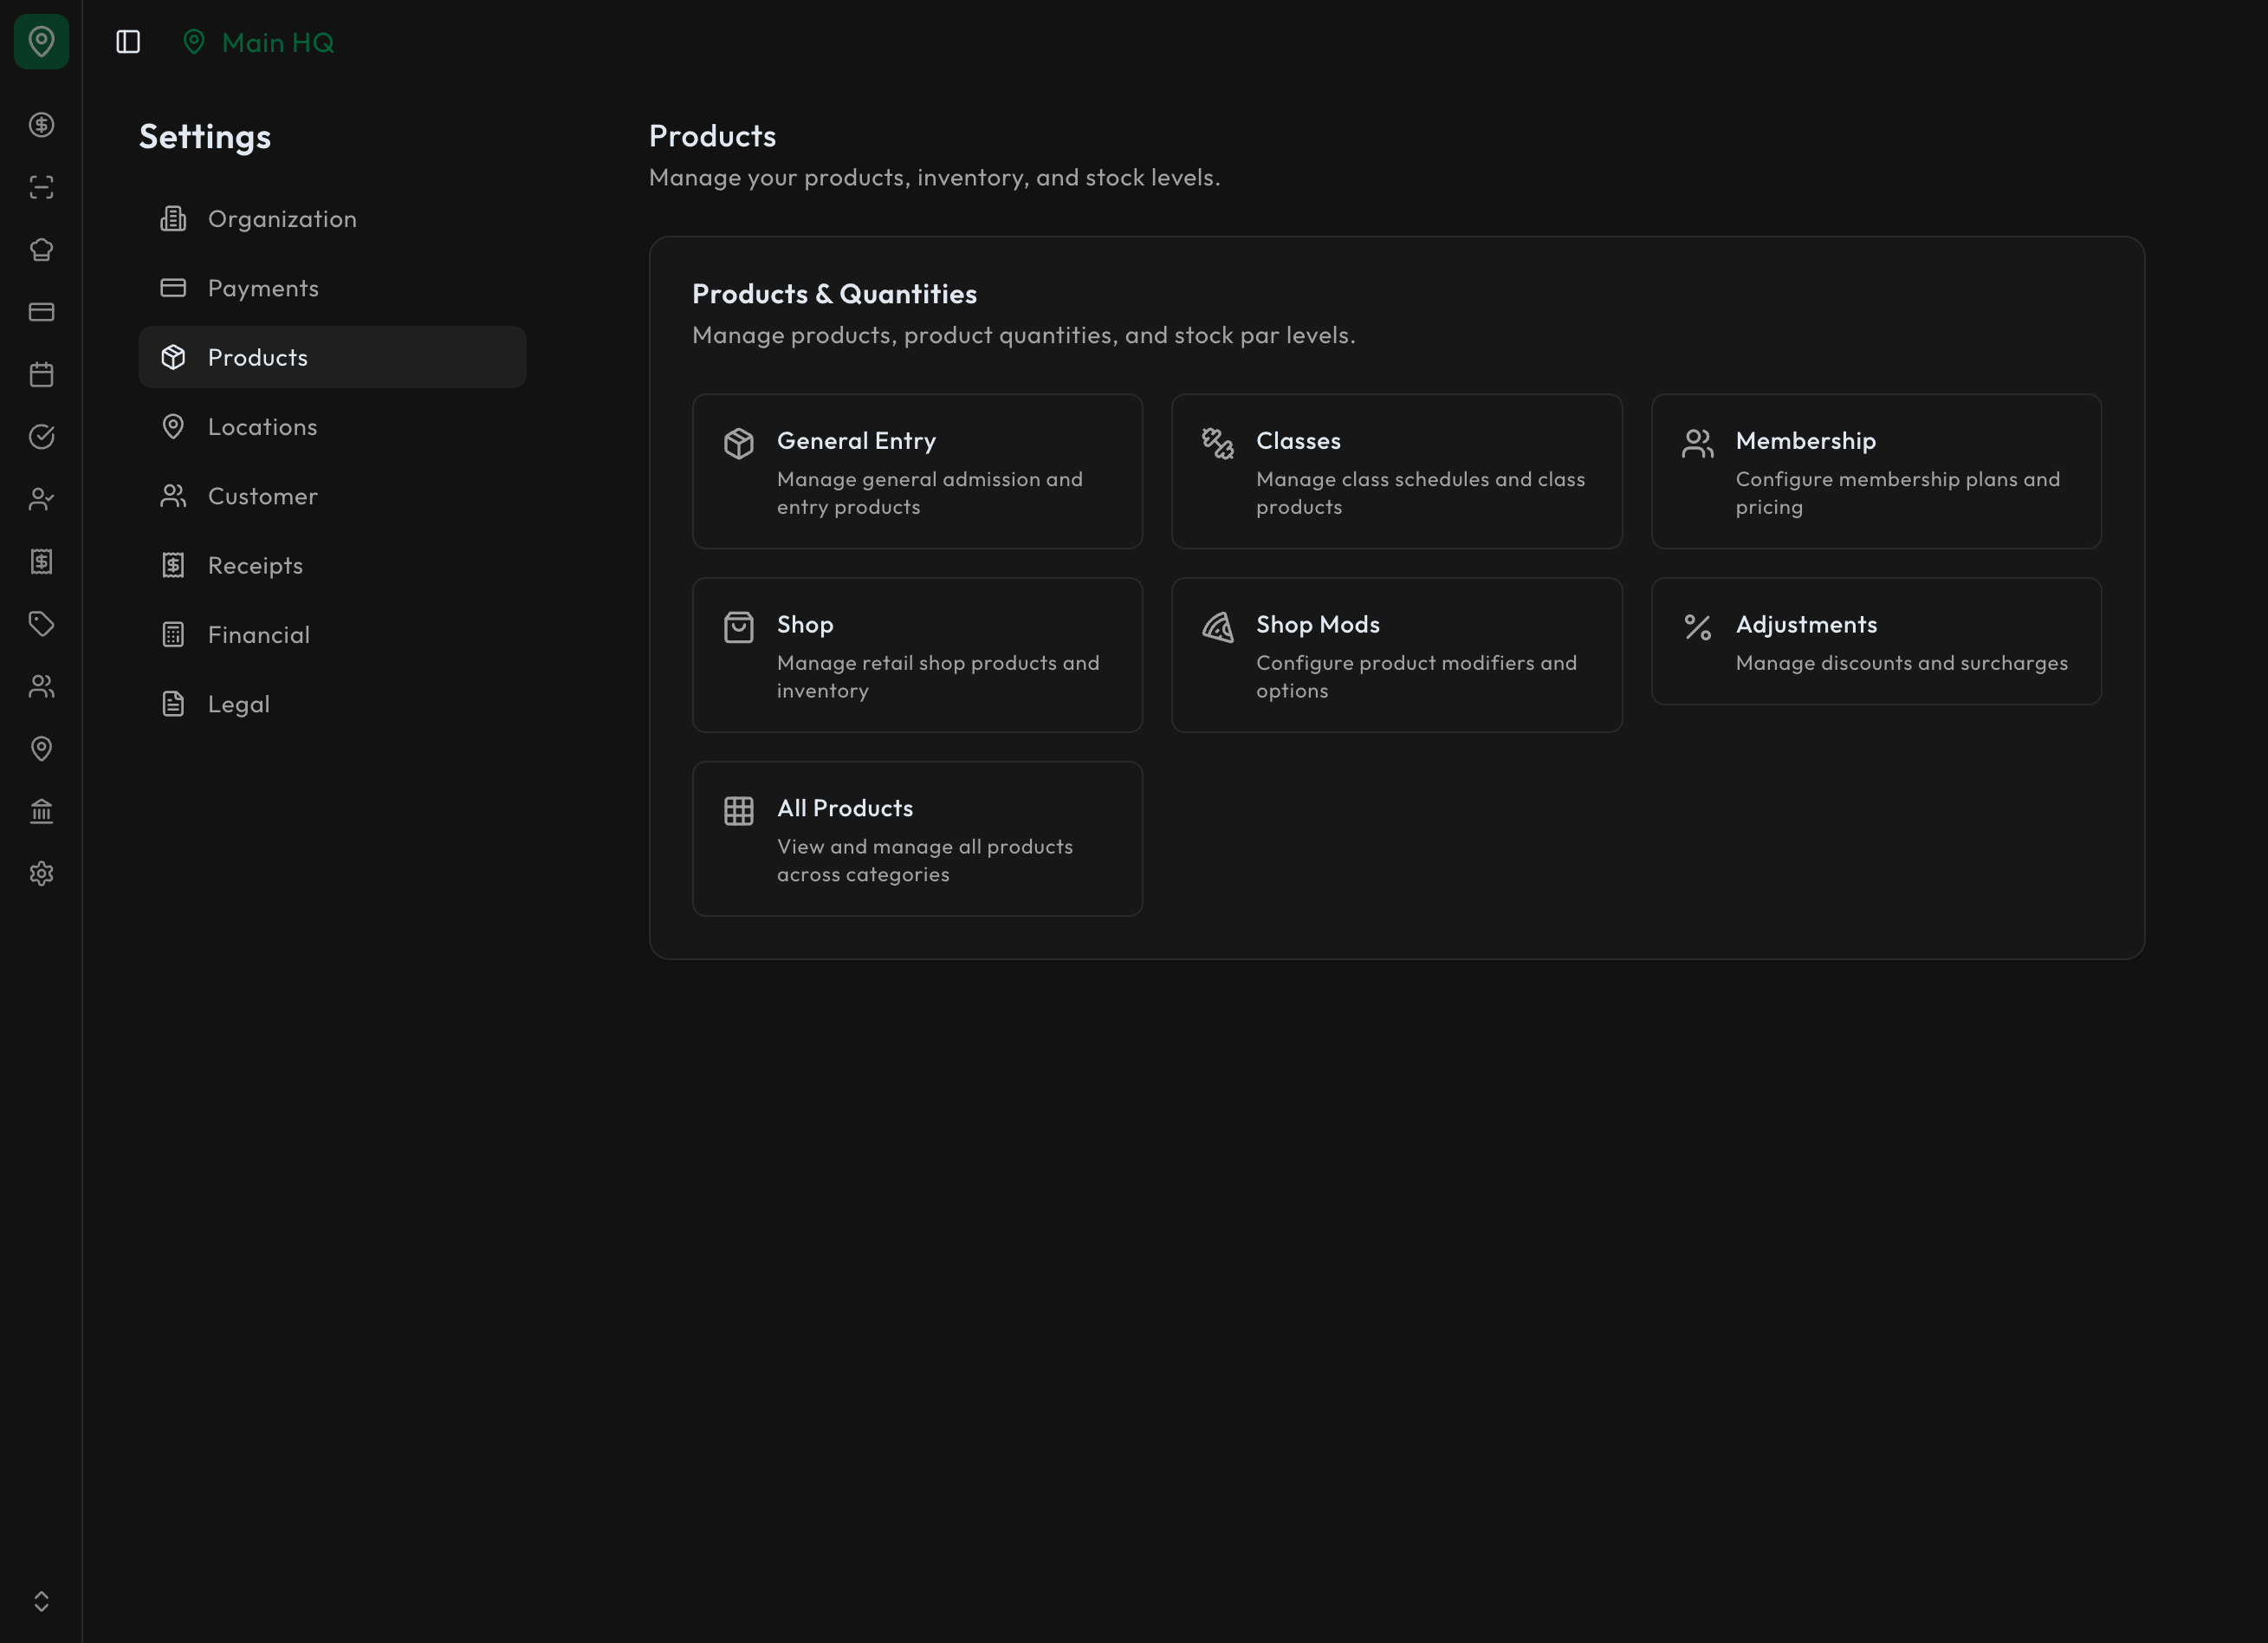 Main HQ
Settings
Organization
Payments
Products
Locations
Customer
Receipts
Financial
Legal
Products
Manage your products, inventory, and stock levels.
Products & Quantities
Manage products, product quantities, and stock par levels.
General Entry
Manage general admission and
entry products
Classes
Manage class schedules and class
products
Membership
Configure membership plans and
pricing
Shop
Manage retail shop products and
inventory
Shop Mods
Configure product modifiers and
options
Adjustments
Manage discounts and surcharges
All Products
View and manage all products
across categories